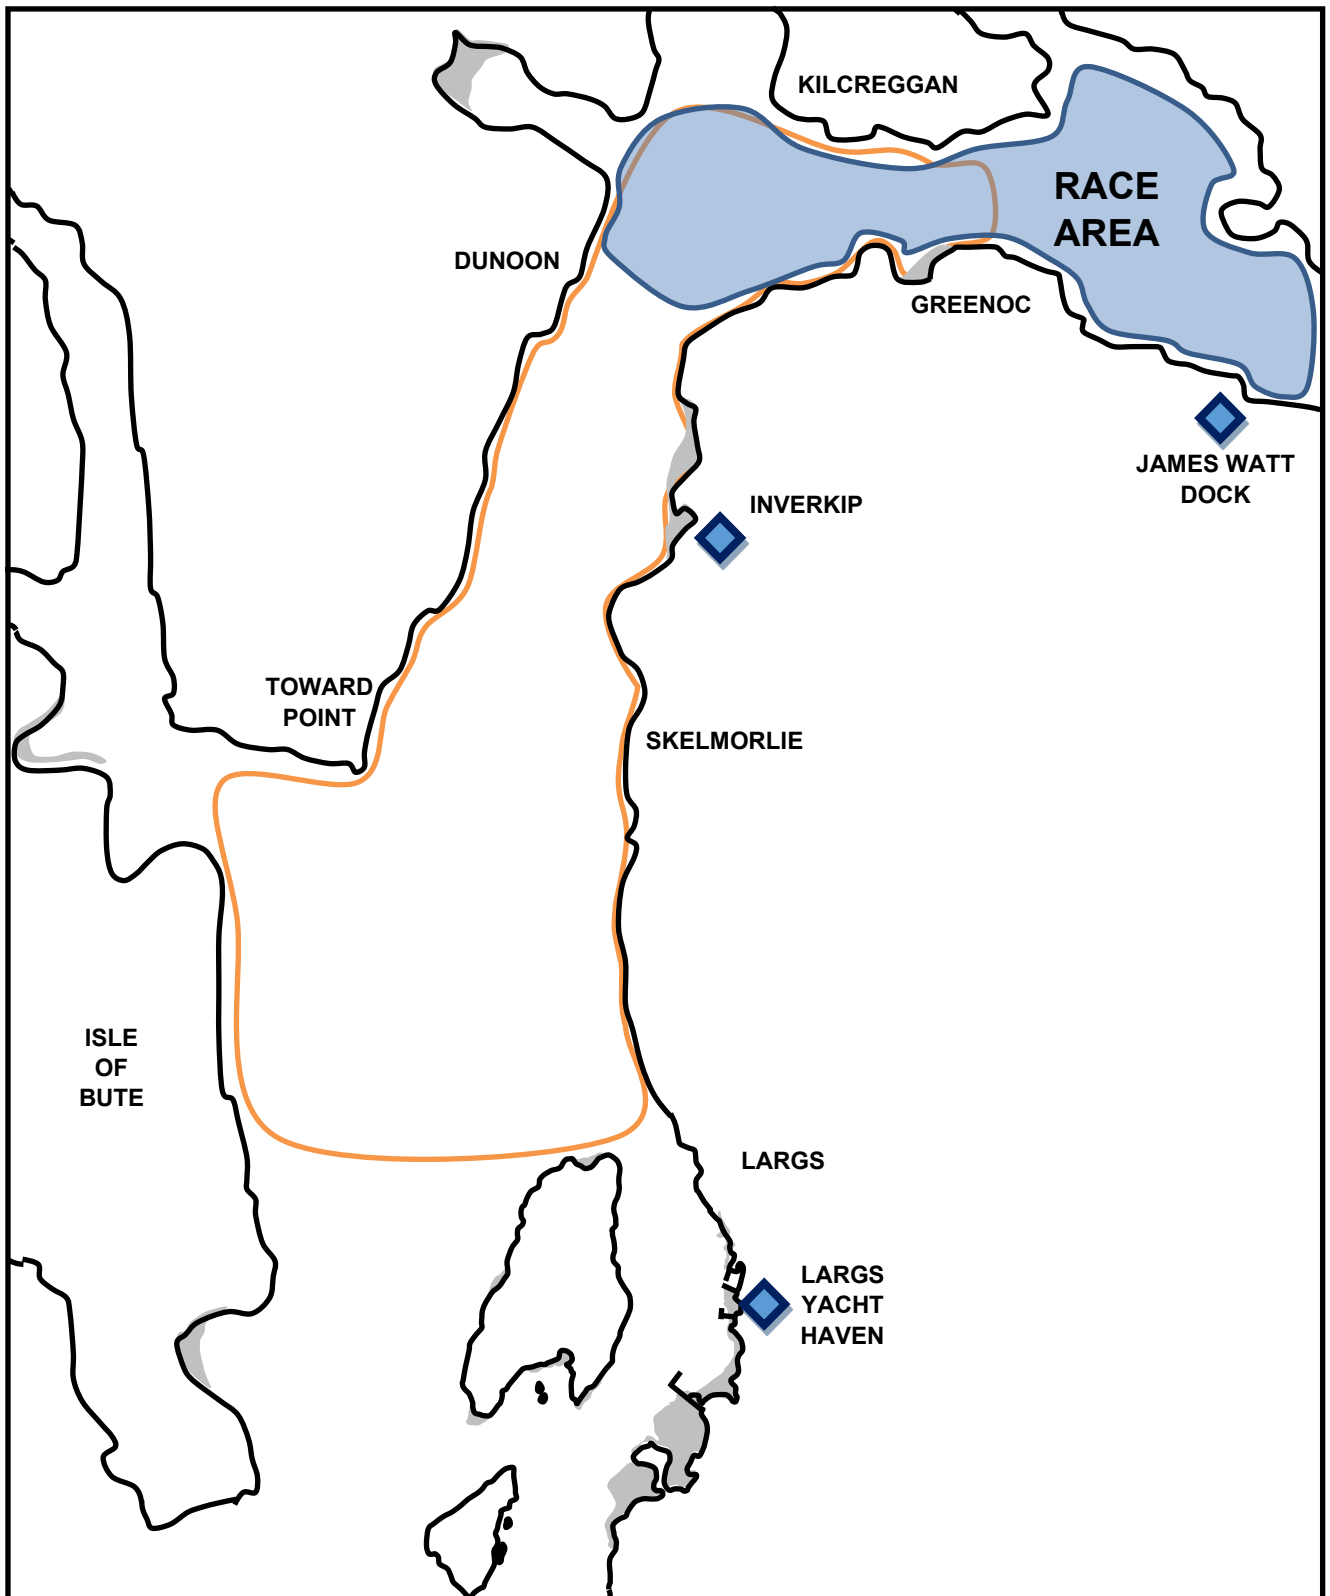 KILCREGGAN
RACE
AREA
DUNOON
GREENOC
JAMES WATT
DOCK
INVERKIP
TOWARD
POINT
SKELMORLIE
ISLE
OF
BUTE
LARGS
LARGS
YACHT
HAVEN